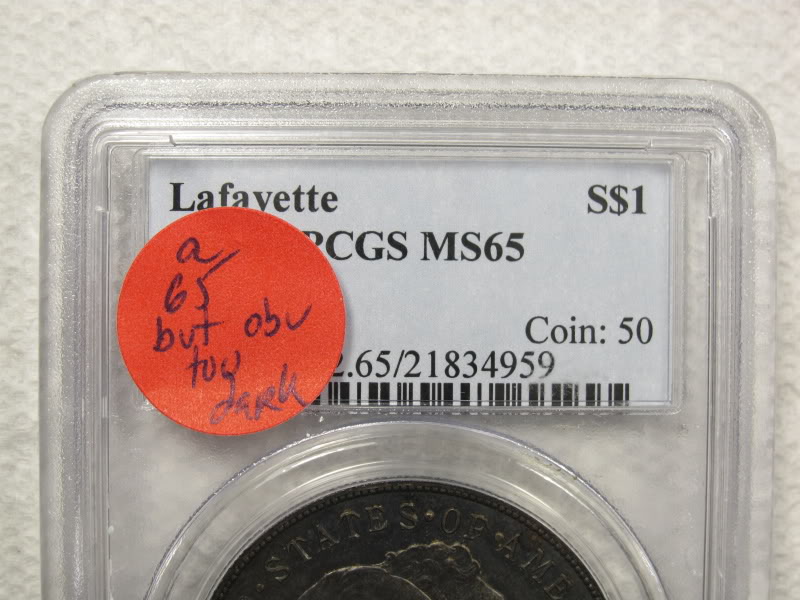 Lafayette S$1
PCGS MS65
Coin: 50
2.65/21834959
a
65
but obv
too
dark
STATES·OF·AME